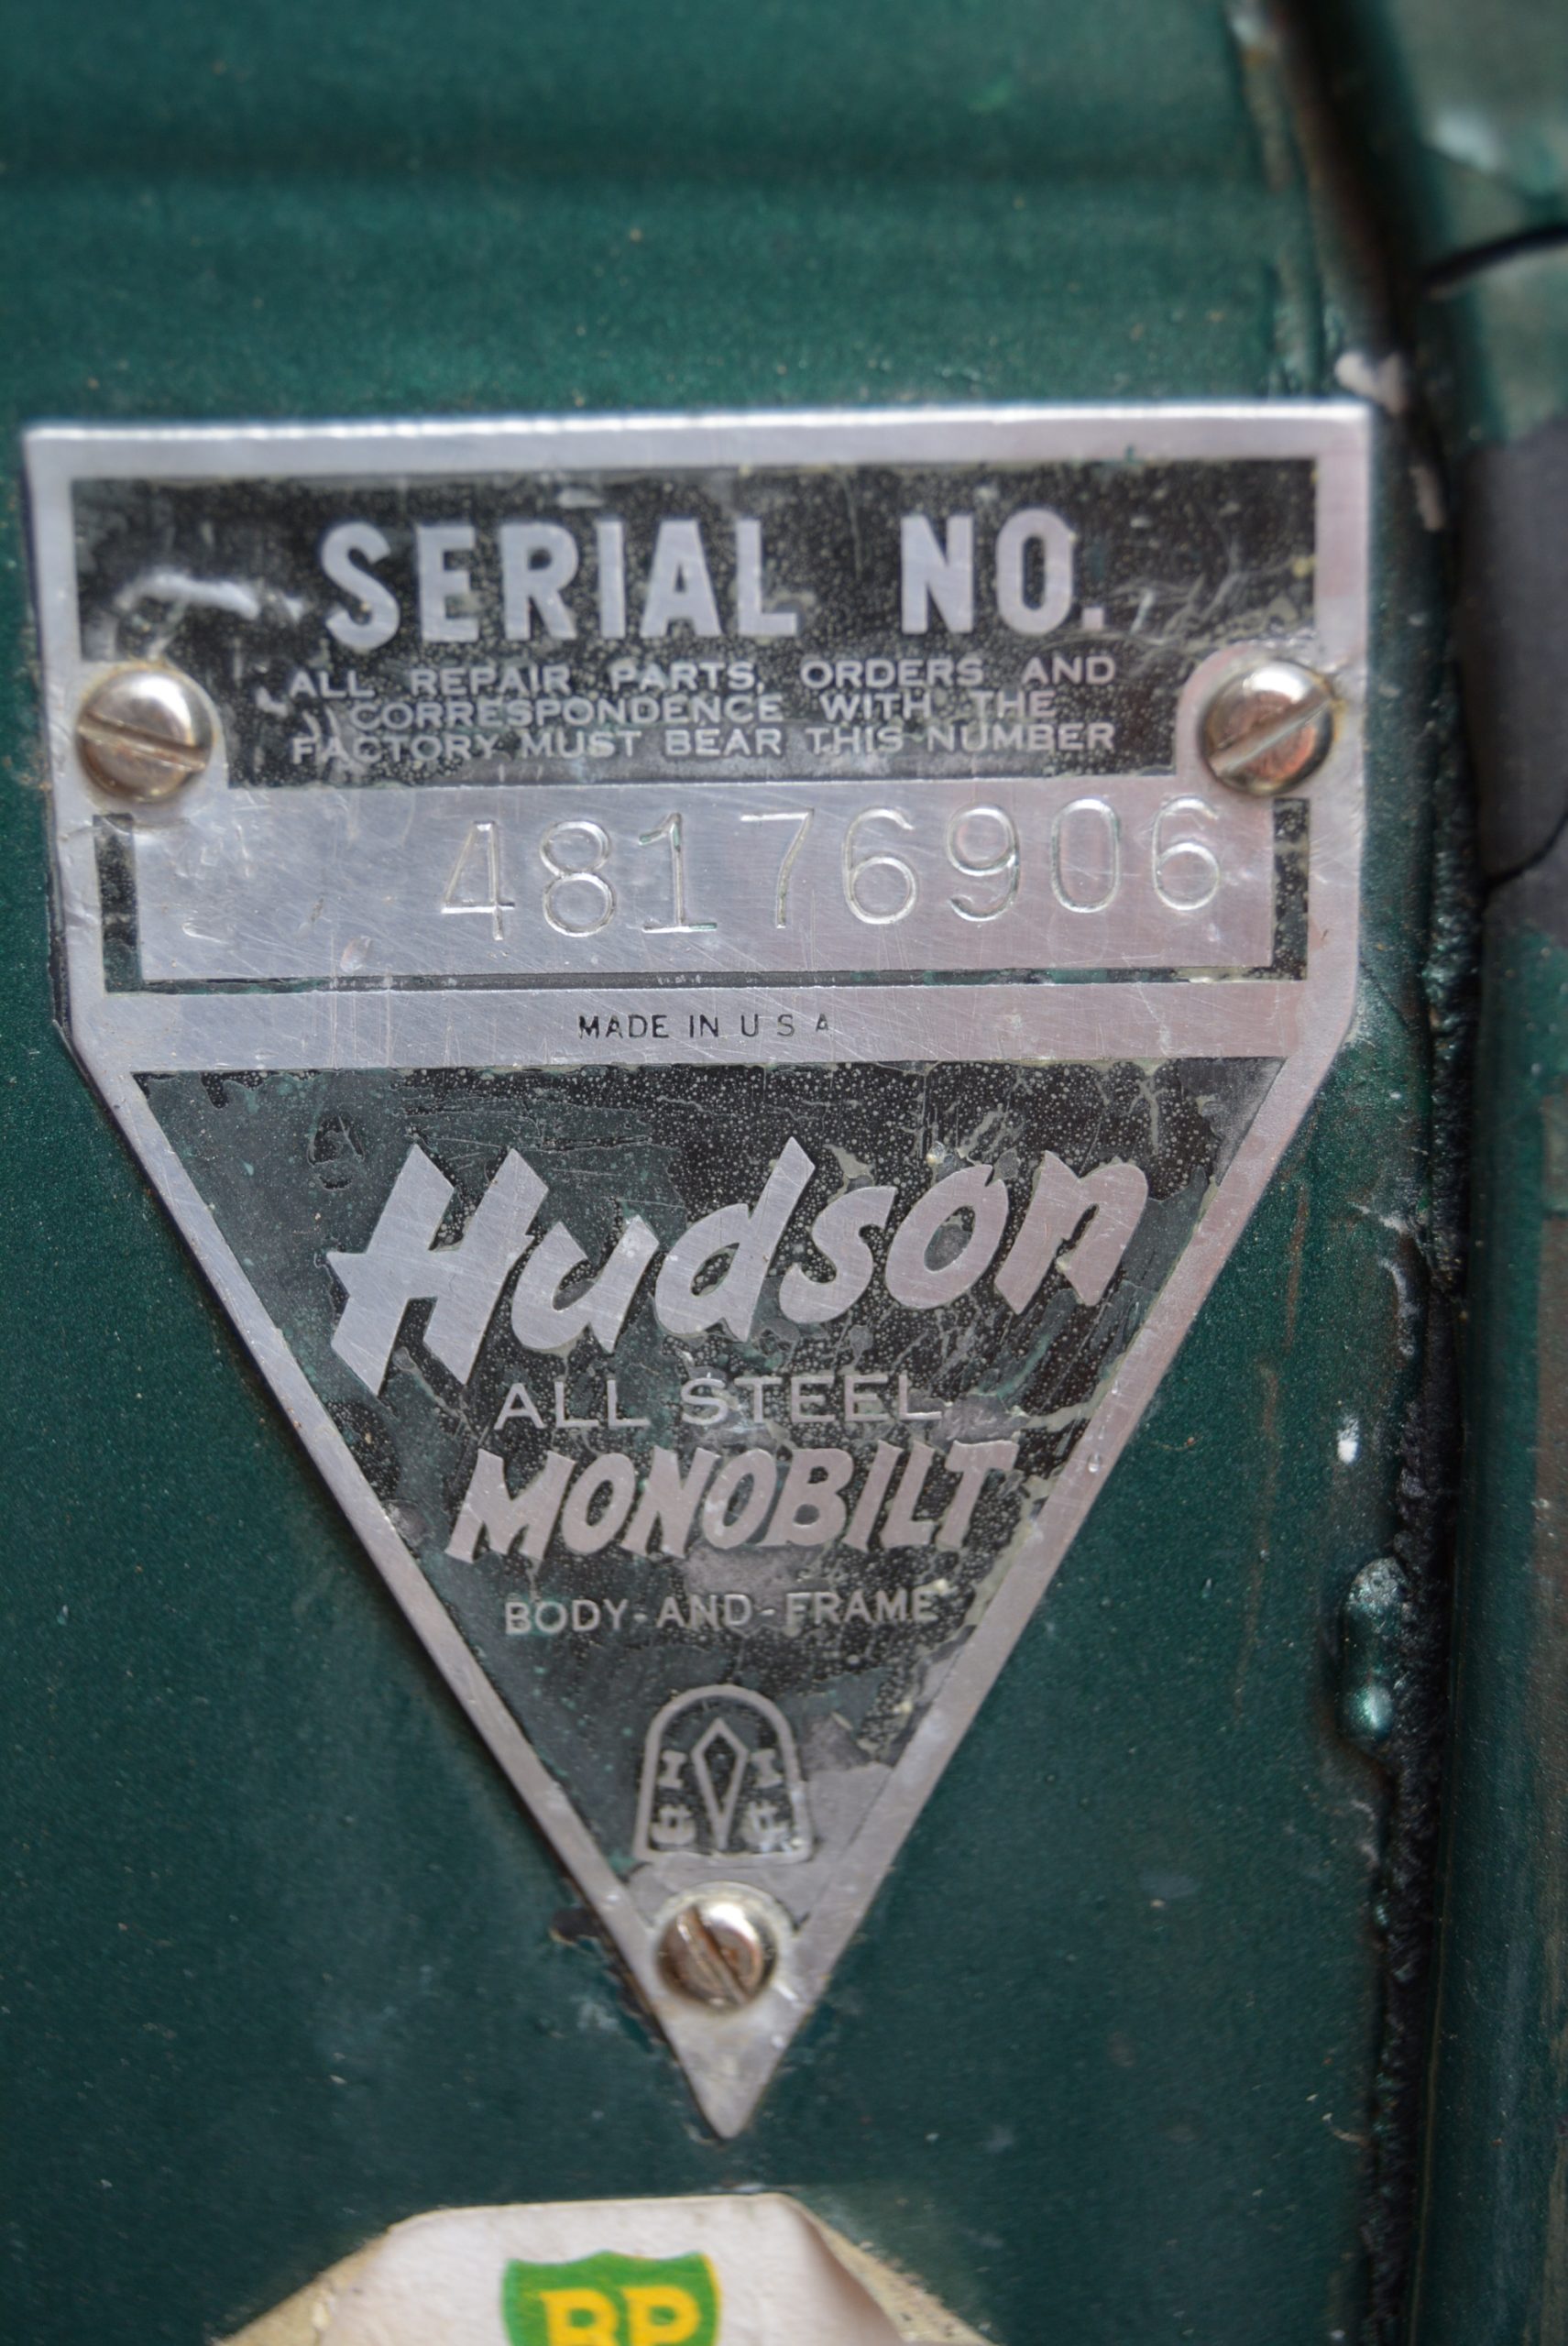 SERIAL NO.
ALL REPAIR PARTS, ORDERS AND
CORRESPONDENCE WITH THE
FACTORY MUST BEAR THIS NUMBER
48176906
MADE IN U S A
Hudson
ALL STEEL
MONOBILT
BODY-AND-FRAME
BP